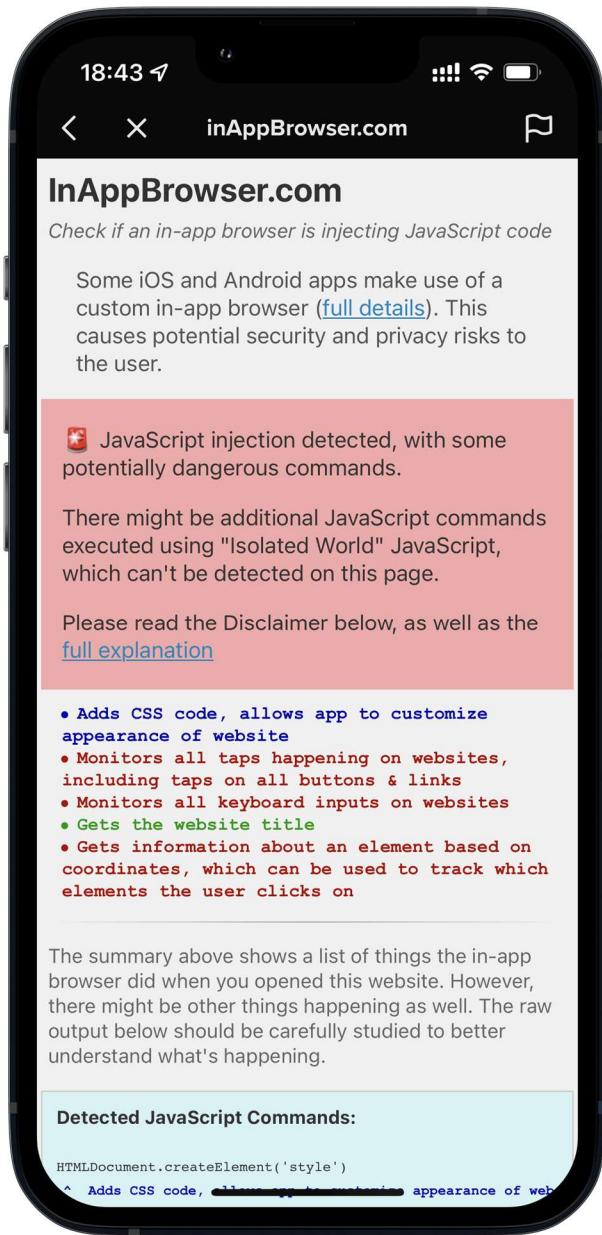 18:43
inAppBrowser.com
InAppBrowser.com
Check if an in-app browser is injecting JavaScript code
Some iOS and Android apps make use of a
custom in-app browser (full details). This
causes potential security and privacy risks to
the user.
🚨 JavaScript injection detected, with some
potentially dangerous commands.
There might be additional JavaScript commands
executed using "Isolated World" JavaScript,
which can't be detected on this page.
Please read the Disclaimer below, as well as the
full explanation
• Adds CSS code, allows app to customize
appearance of website
• Monitors all taps happening on websites,
including taps on all buttons & links
• Monitors all keyboard inputs on websites
• Gets the website title
• Gets information about an element based on
coordinates, which can be used to track which
elements the user clicks on
The summary above shows a list of things the in-app
browser did when you opened this website. However,
there might be other things happening as well. The raw
output below should be carefully studied to better
understand what's happening.
Detected JavaScript Commands:
HTMLDocument.createElement('style')
^ Adds CSS code, allows app to customize appearance of web